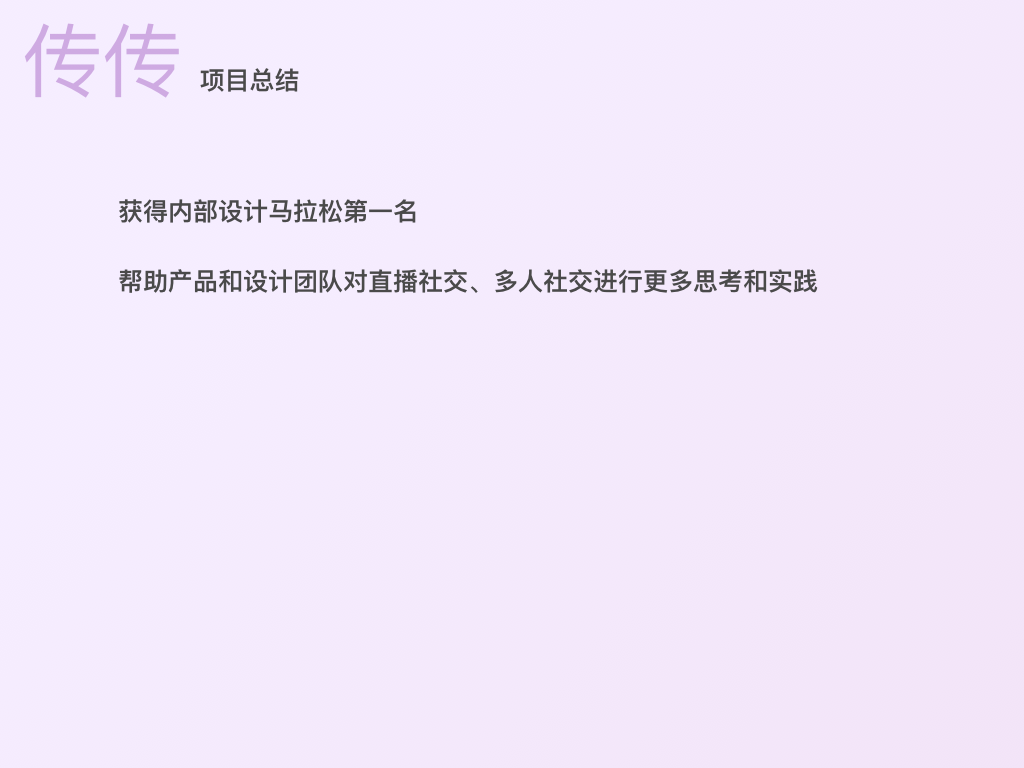 传传 项目总结
获得内部设计马拉松第一名
帮助产品和设计团队对直播社交、多人社交进行更多思考和实践